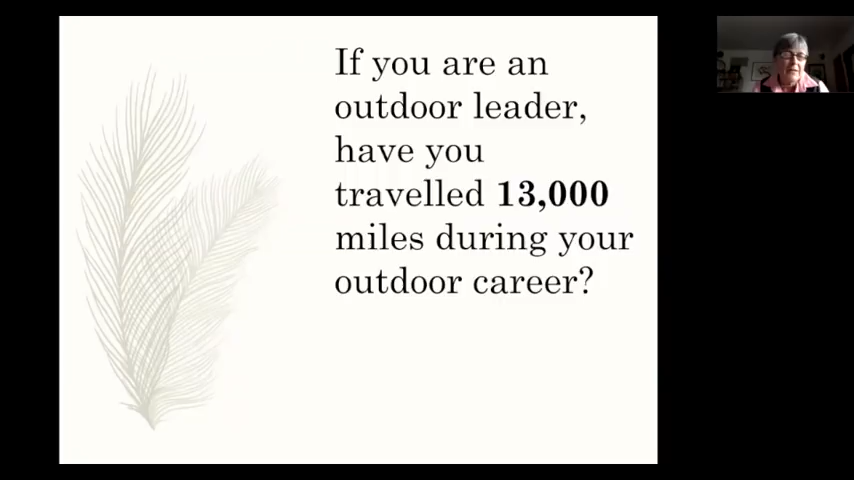 If you are an
outdoor leader,
have you
travelled 13,000
miles during your
outdoor career?